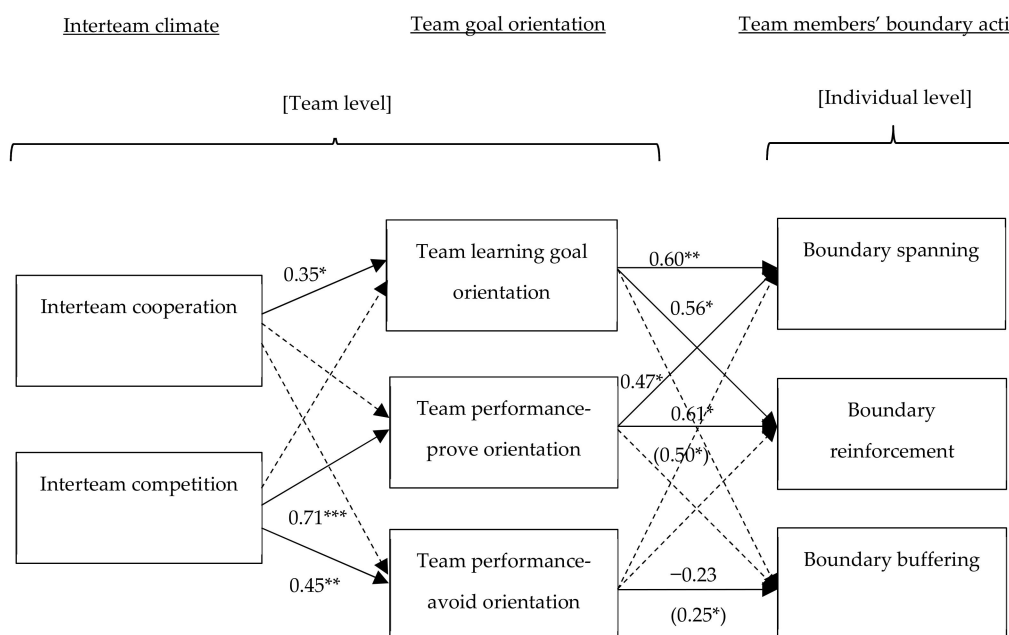 Interteam climate
Team goal orientation
Team members’ boundary acti
[Team level]
[Individual level]
Team learning goal
orientation
Boundary spanning
Interteam cooperation
0.35*
0.60**
0.56*
0.47*
Team performance-
prove orientation
0.61*
(0.50*)
Boundary
reinforcement
Interteam competition
0.71***
0.45**
Team performance-
avoid orientation
−0.23
(0.25*)
Boundary buffering